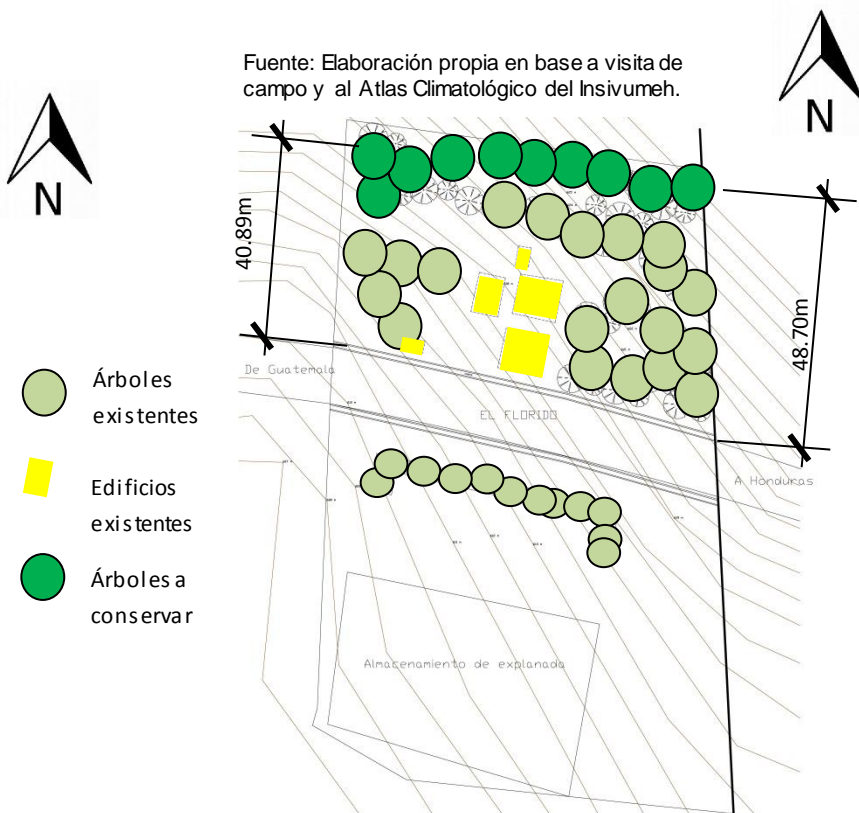 Fuente: Elaboración propia en base a visita de
campo y al Atlas Climatológico del Insivumeh.
N
N
40.89m
48.70m
De Guatemala
EL FLORIDO
A Honduras
Árboles
existentes
Edificios
existentes
Árboles a
conservar
Almacenamiento de explanada